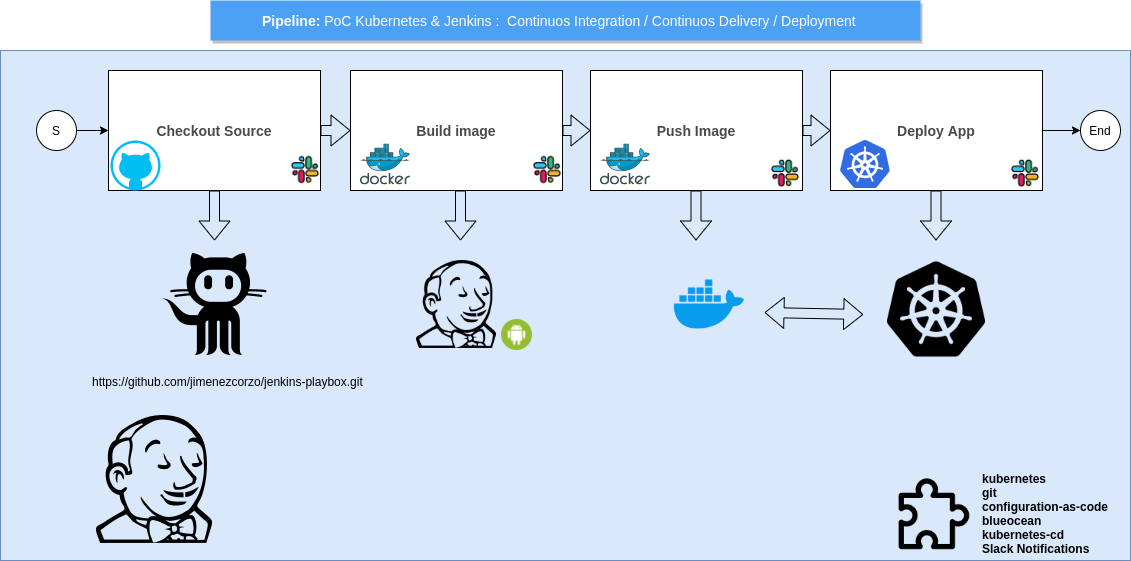 Pipeline: PoC Kubernetes & Jenkins :  Continuos Integration / Continuos Delivery / Deployment
S
Checkout Source
Build image
Push Image
Deploy App
End
docker
docker
https://github.com/jimenezcorzo/jenkins-playbox.git
kubernetes
git
configuration-as-code
blueocean
kubernetes-cd
Slack Notifications